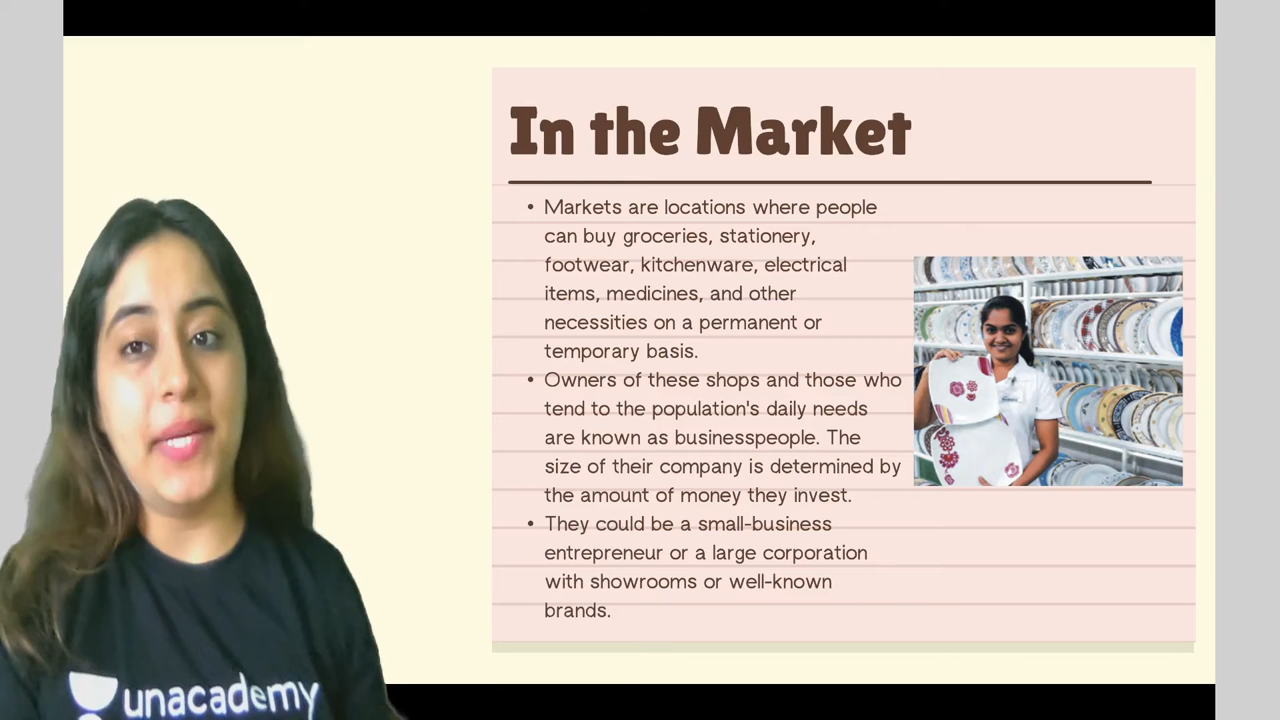 In the Market
• Markets are locations where people
can buy groceries, stationery,
footwear, kitchenware, electrical
items, medicines, and other
necessities on a permanent or
temporary basis.
• Owners of these shops and those who
tend to the population's daily needs
are known as businesspeople. The
size of their company is determined by
the amount of money they invest.
• They could be a small-business
entrepreneur or a large corporation
with showrooms or well-known
brands.
unacademy